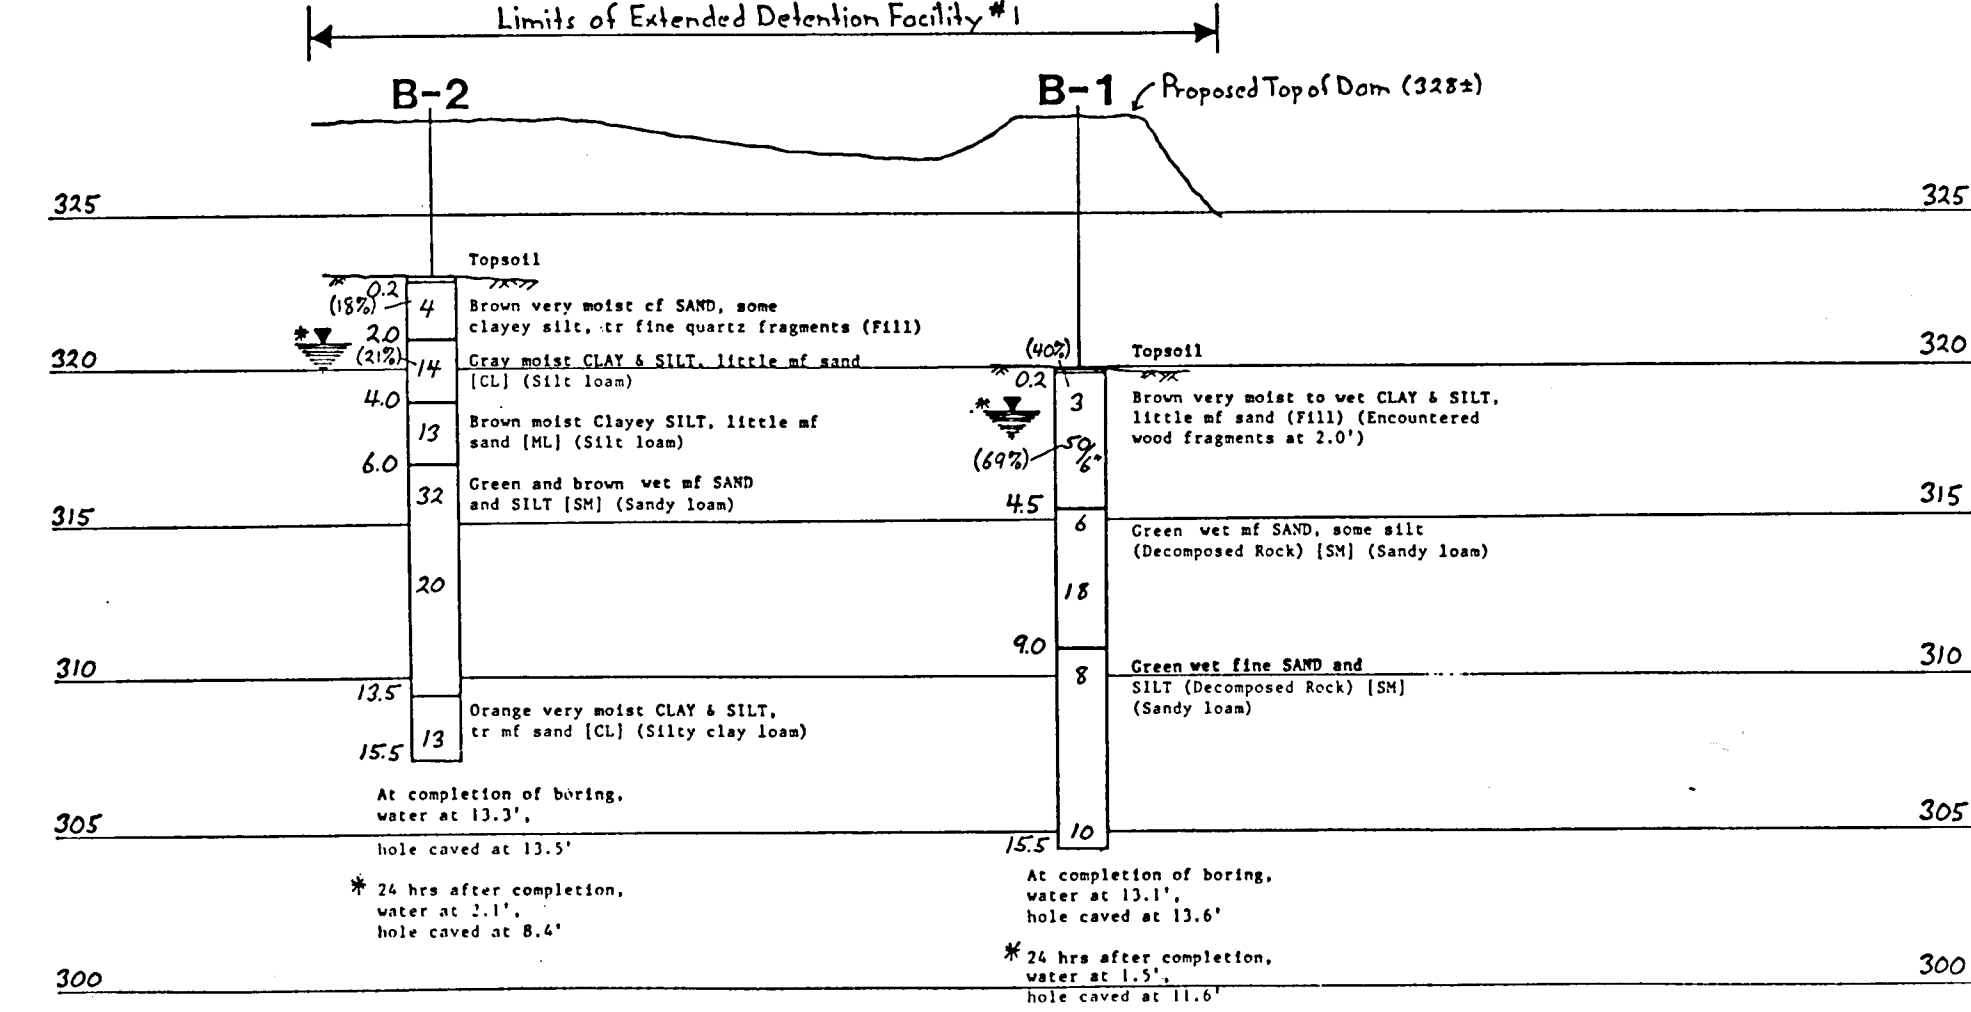 Limits of Extended Detention Facility #1
B-2
B-1
Proposed Top of Dam (328±)
325
325
Topsoil
0.2
(18%)
4
Brown very moist cf SAND, some
clayey silt, tr fine quartz fragments (Fill)
*
2.0
(21%)
14
Gray moist CLAY & SILT, little mf sand
[CL] (Silt loam)
320
320
4.0
13
Brown moist Clayey SILT, little mf
sand [ML] (Silt loam)
6.0
32
Green and brown wet mf SAND
and SILT [SM] (Sandy loam)
315
315
20
310
310
13.5
13
Orange very moist CLAY & SILT,
tr mf sand [CL] (Silty clay loam)
15.5
At completion of boring,
water at 13.3',
hole caved at 13.5'
* 24 hrs after completion,
water at 2.1',
hole caved at 8.4'
(40%)
Topsoil
0.2
3
Brown very moist to wet CLAY & SILT,
little mf sand (Fill) (Encountered
wood fragments at 2.0')
*
(69%)
50/6"
4.5
6
Green wet mf SAND, some silt
(Decomposed Rock) [SM] (Sandy loam)
18
9.0
8
Green wet fine SAND and
SILT (Decomposed Rock) [SM]
(Sandy loam)
305
305
10
15.5
At completion of boring,
water at 13.1',
hole caved at 13.6'
* 24 hrs after completion,
water at 1.5',
hole caved at 11.6'
300
300